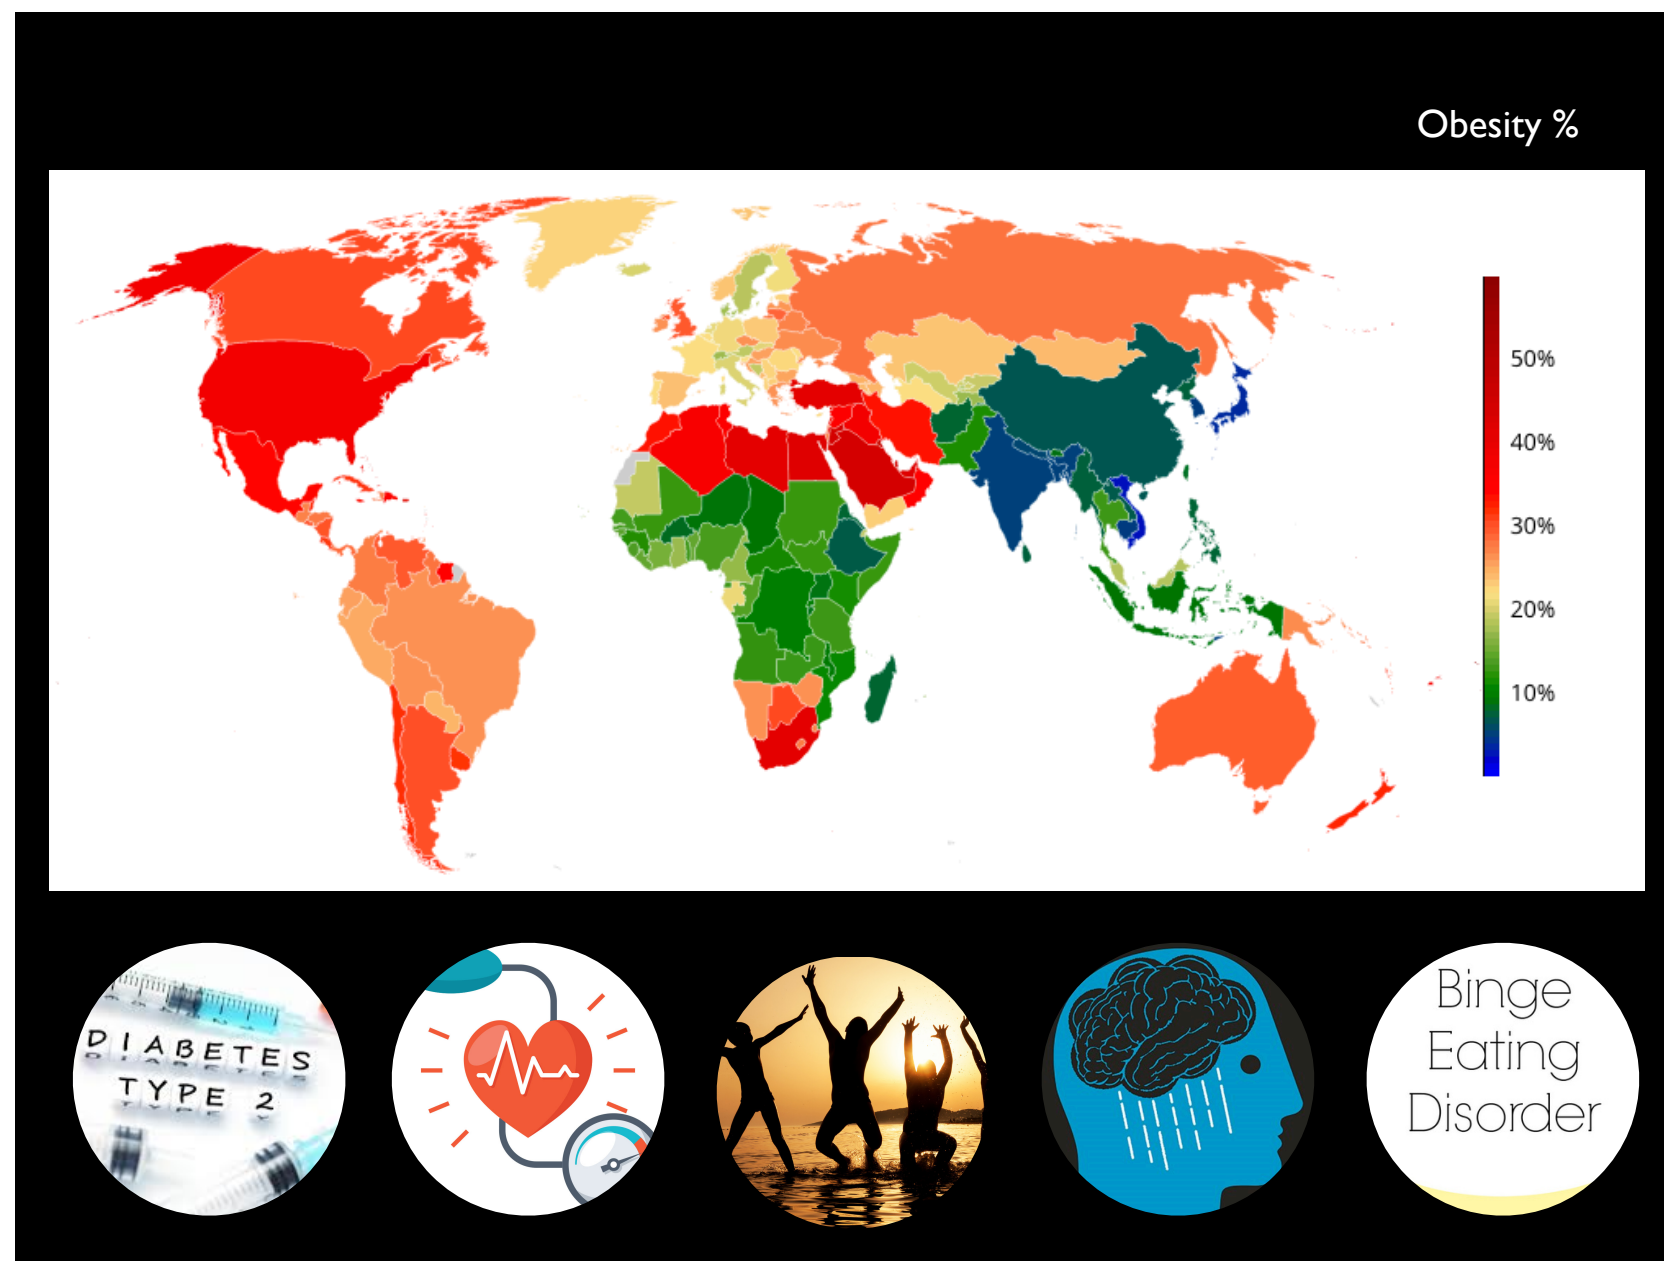 Obesity %
50%
40%
30%
20%
10%
DIABETES
TYPE 2
Binge
Eating
Disorder